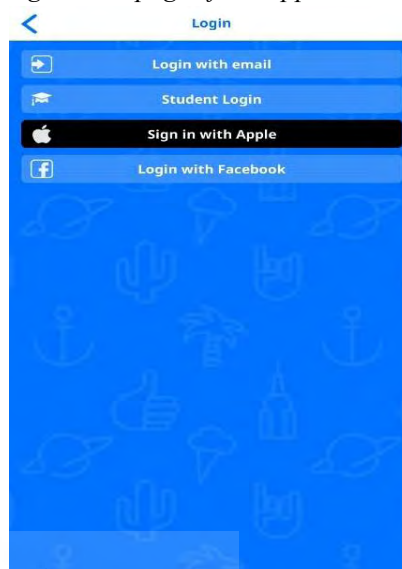 Login
Login with email
Student Login
Sign in with Apple
Login with Facebook